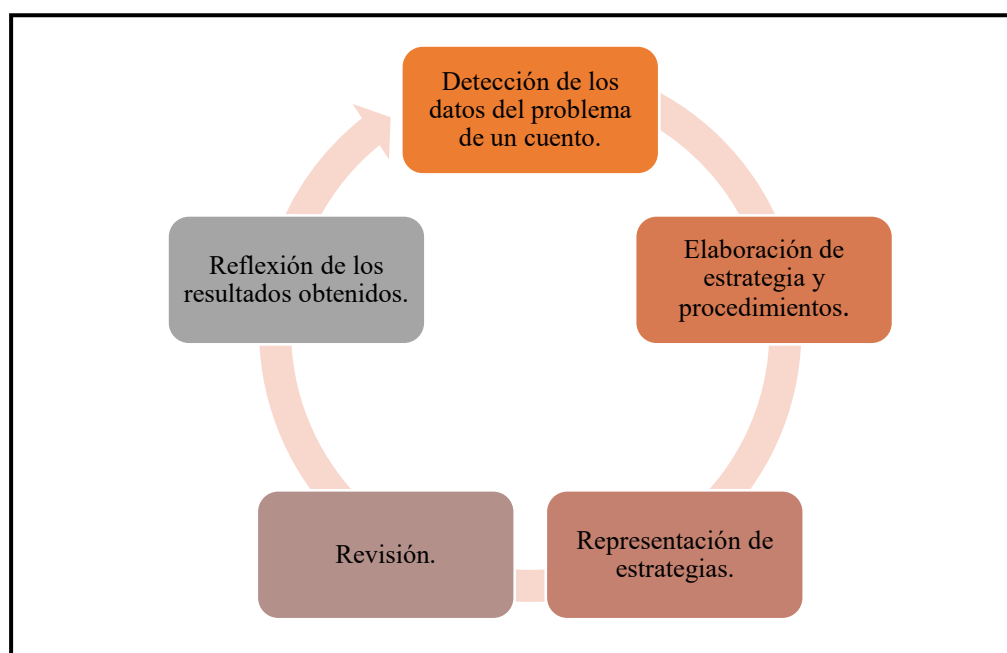 Detección de los
datos del problema
de un cuento.
Elaboración de
estrategia y
procedimientos.
Representación de
estrategias.
Revisión.
Reflexión de los
resultados obtenidos.